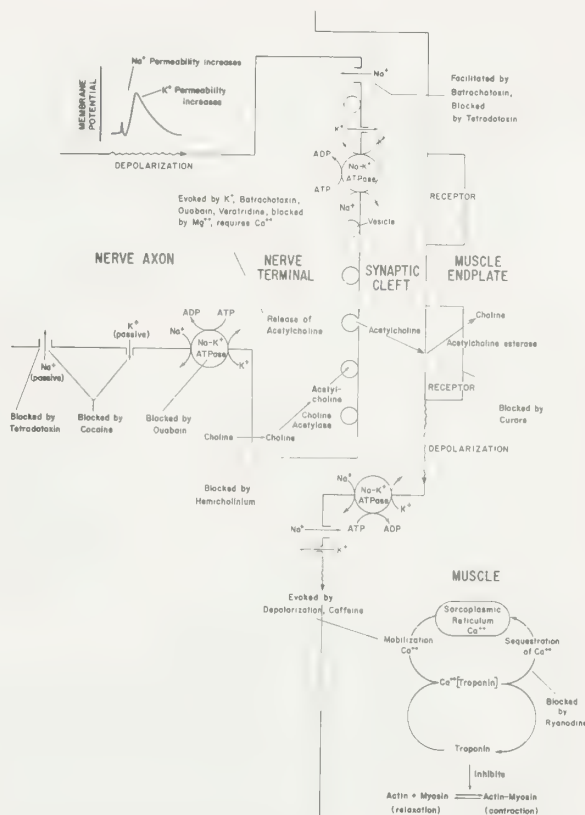 MEMBRANE
POTENTIAL
Na⁺ Permeability increases
K⁺ Permeability
increases
DEPOLARIZATION
Na⁺
Facilitated by
Batrachotoxin,
Blocked
by Tetrodotoxin
K⁺
ADP
Na-K⁺
ATPase
ATP
Na⁺
Vesicle
RECEPTOR
Evoked by K⁺, Batrachotoxin,
Ouabain, Veratridine, blocked
by Mg⁺⁺, requires Ca⁺⁺
NERVE AXON
NERVE
TERMINAL
SYNAPTIC
CLEFT
MUSCLE
ENDPLATE
K⁺
(passive)
Na⁺
(passive)
ADP
ATP
Na⁺
Na-K⁺
ATPase
K⁺
Release of
Acetylcholine
Acetylcholine
Choline
Acetylcholine esterase
Blocked by
Tetradotoxin
Blocked by
Cocaine
Blocked by
Ouabain
Acetyl-
choline
Choline
Acetylase
Choline
Choline
RECEPTOR
Blocked by
Curare
DEPOLARIZATION
Blocked by
Hemicholinium
Na⁺
Na-K⁺
ATPase
K⁺
Na⁺
ATP
ADP
K⁺
Evoked by
Depolarization, Caffeine
MUSCLE
Sarcoplasmic
Reticulum
Ca⁺⁺
Mobilization
Ca⁺⁺
Sequestration
of Ca⁺⁺
Ca⁺⁺[Troponin]
Blocked
by
Ryanodine
Troponin
Inhibits
Actin + Myosin
(relaxation)
Actin-Myosin
(contraction)